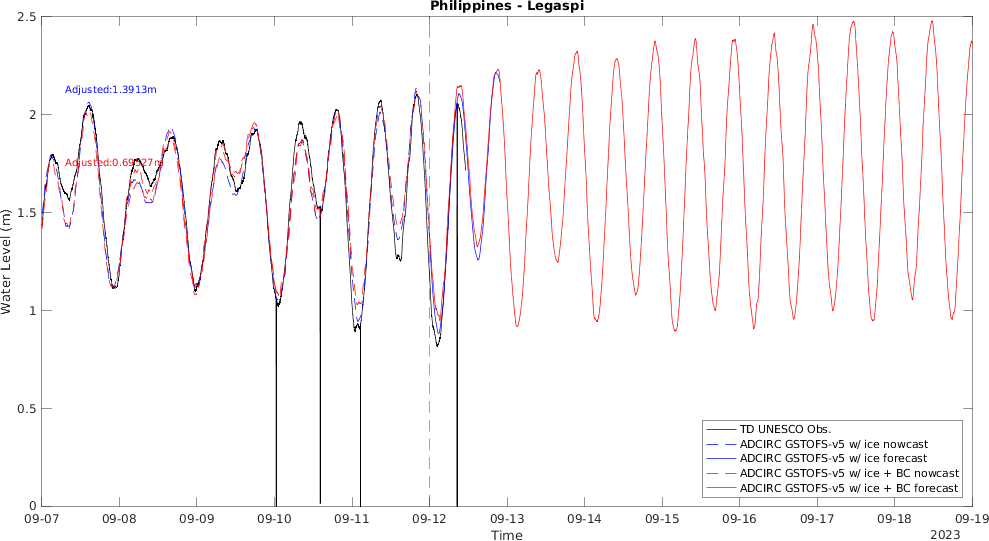 Philippines - Legaspi
2.5
2
1.5
1
0.5
0
Water Level (m)
Adjusted:1.3913m
Adjusted:0.69327m
TD UNESCO Obs.
ADCIRC GSTOFS-v5 w/ ice nowcast
ADCIRC GSTOFS-v5 w/ ice forecast
ADCIRC GSTOFS-v5 w/ ice + BC nowcast
ADCIRC GSTOFS-v5 w/ ice + BC forecast
09-07 09-08 09-09 09-10 09-11 09-12 09-13 09-14 09-15 09-16 09-17 09-18 09-19
Time
2023